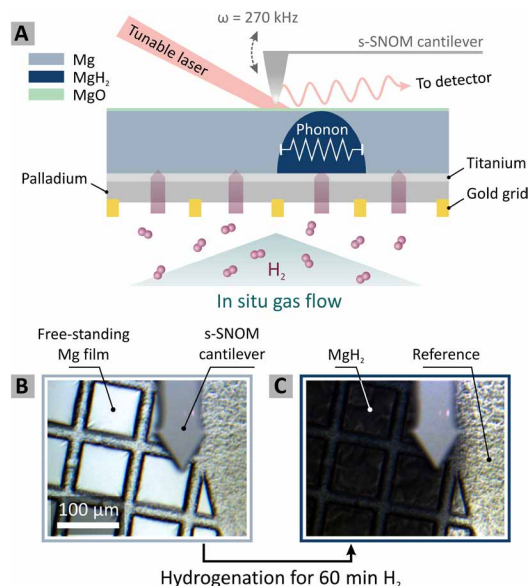 A
ω = 270 kHz
s-SNOM cantilever
Tunable laser
To detector
Mg
MgH₂
MgO
Phonon
Palladium
Titanium
Gold grid
H₂
In situ gas flow
Free-standing
Mg film
s-SNOM
cantilever
MgH₂
Reference
B
C
100 μm
Hydrogenation for 60 min H₂